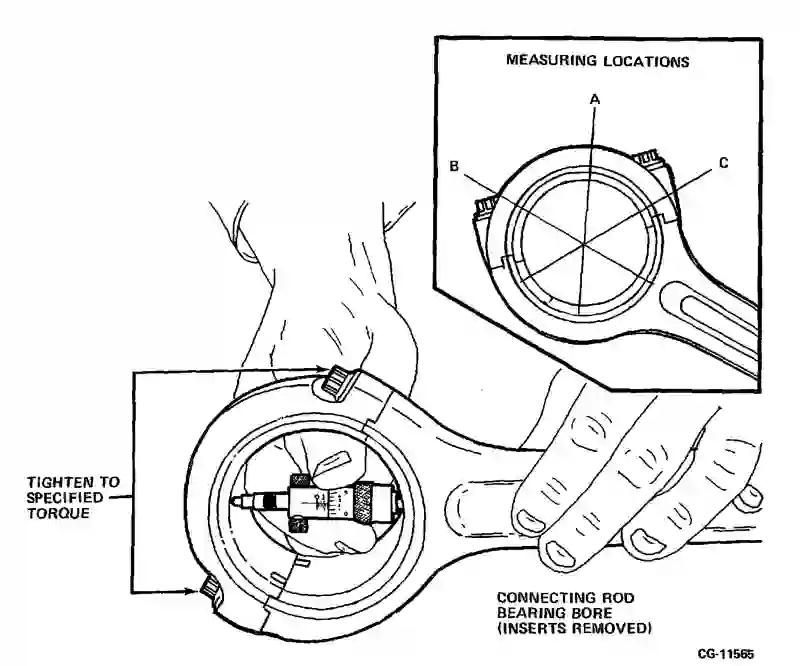 MEASURING LOCATIONS
A
B
C
TIGHTEN TO
SPECIFIED
TORQUE
CONNECTING ROD
BEARING BORE
(INSERTS REMOVED)
CG-11565